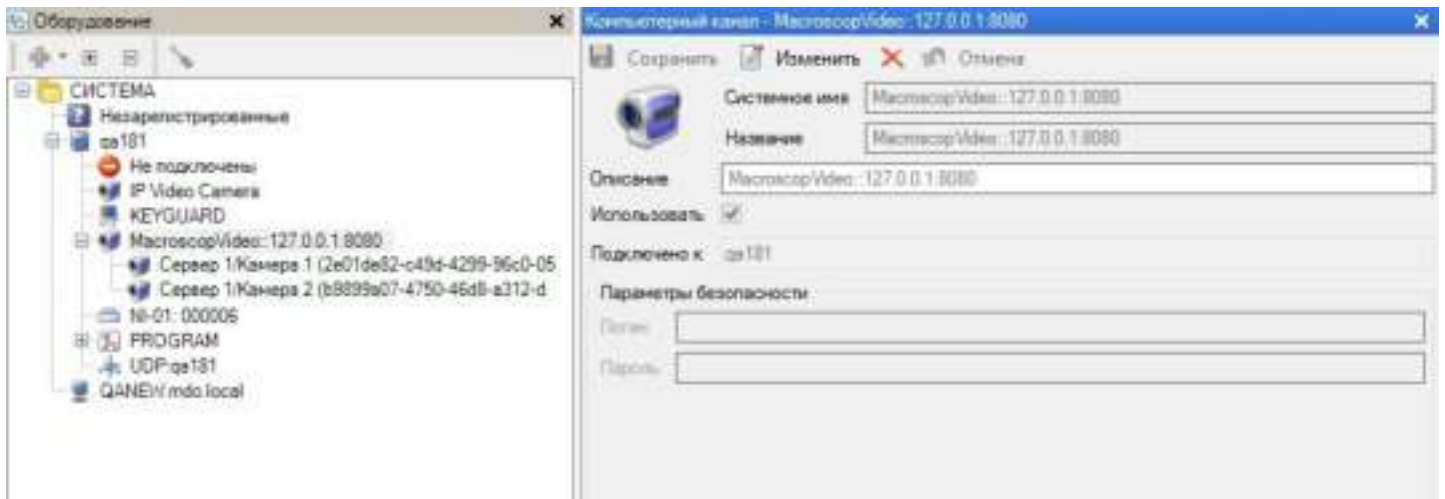 Оборудование
СИСТЕМА
Незарегистрированные
qa181
Не подключены
IP Video Camera
KEYGUARD
MacroscopVideo::127.0.0.1:8080
Сервер 1/Камера 1 (2e01de82-c49d-4299-96c0-05
Сервер 1/Камера 2 (b9899a07-4750-46d8-a312-d
NI-01: 000006
PROGRAM
UDP:qa181
QANEW.mdo.local
Компьютерный канал - MacroscopVideo::127.0.0.1:8080
Сохранить Изменить Отмена
Системное имя MacroscopVideo::127.0.0.1:8080
Название MacroscopVideo::127.0.0.1:8080
Описание MacroscopVideo::127.0.0.1:8080
Использовать
Подключено к qa181
Параметры безопасности
Логин
Пароль